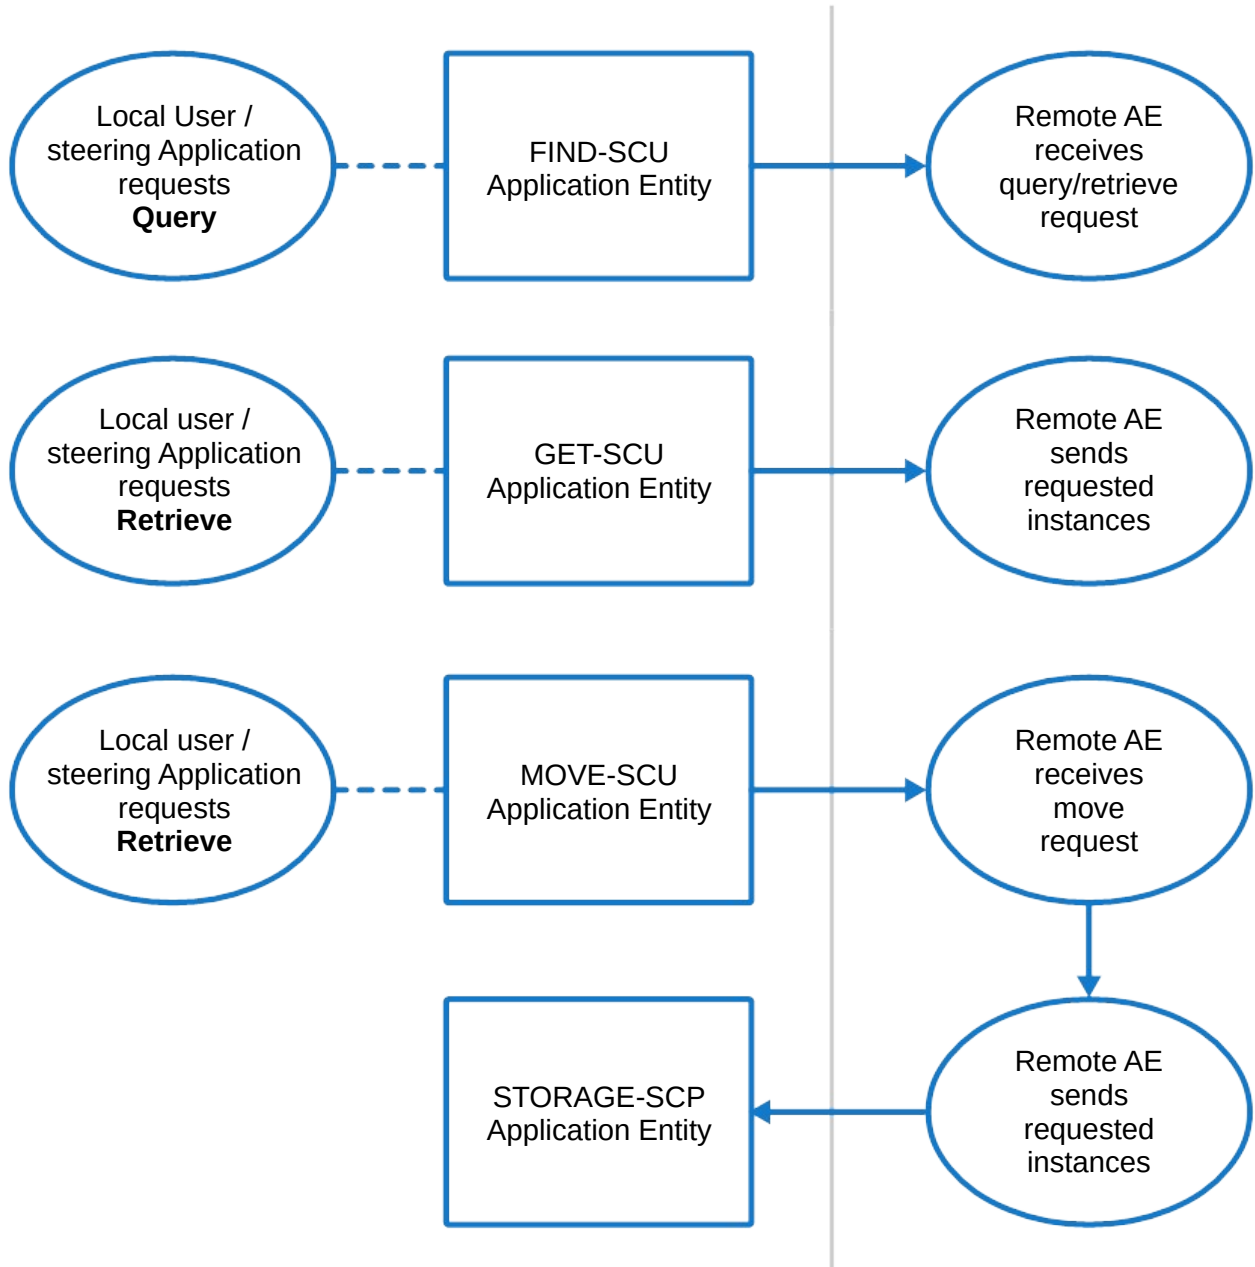 Local User /
steering Application
requests
Query
FIND-SCU
Application Entity
Remote AE
receives
query/retrieve
request
Local user /
steering Application
requests
Retrieve
GET-SCU
Application Entity
Remote AE
sends
requested
instances
Local user /
steering Application
requests
Retrieve
MOVE-SCU
Application Entity
Remote AE
receives
move
request
STORAGE-SCP
Application Entity
Remote AE
sends
requested
instances